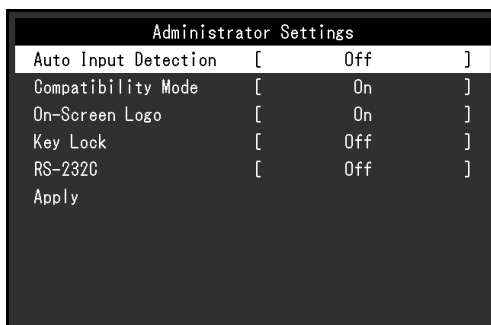 Administrator Settings
Auto Input Detection [ Off ]
Compatibility Mode [ On ]
On-Screen Logo [ On ]
Key Lock [ Off ]
RS-232C [ Off ]
Apply